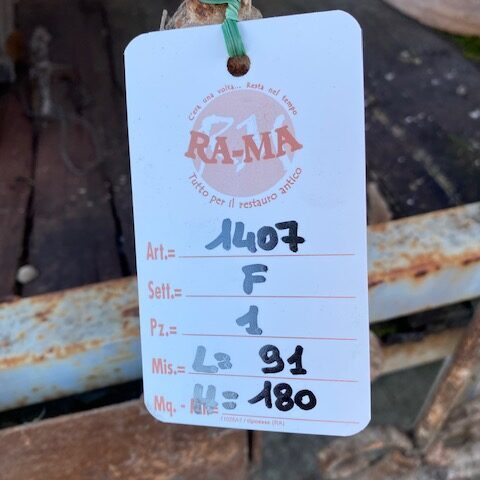 C'era una volta... Resta nel tempo
RA-MA
Tutto per il restauro antico
Art.= 1407
Sett.= F
Pz.= 1
Mis.= L= 91
Mq. - H= 180